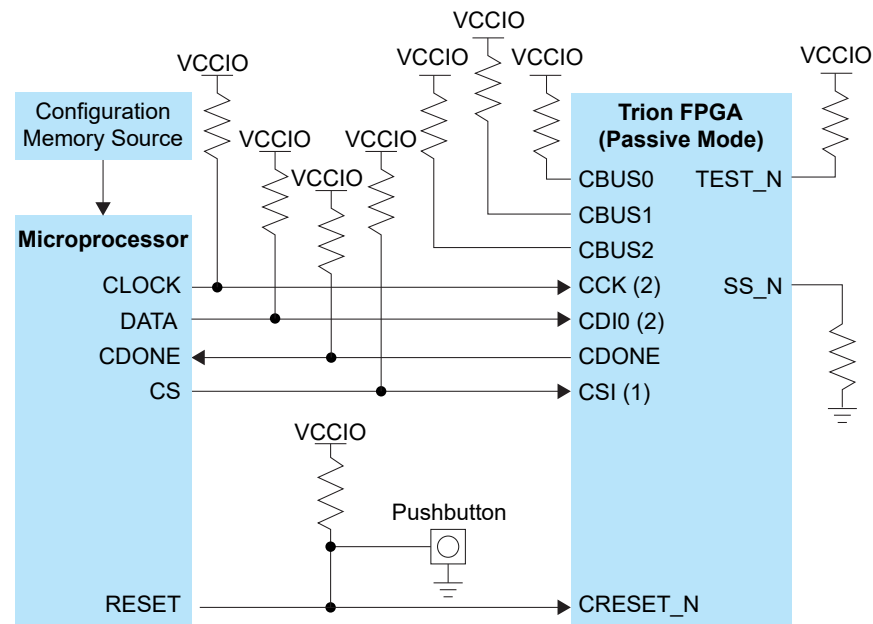 VCCIO
VCCIO
VCCIO
VCCIO
VCCIO
VCCIO
VCCIO
VCCIO
Configuration
Memory Source
Microprocessor
CLOCK
DATA
CDONE
CS
RESET
Trion FPGA
(Passive Mode)
CBUS0
CBUS1
CBUS2
CCK (2)
CDI0 (2)
CDONE
CSI (1)
CRESET_N
TEST_N
SS_N
VCCIO
Pushbutton